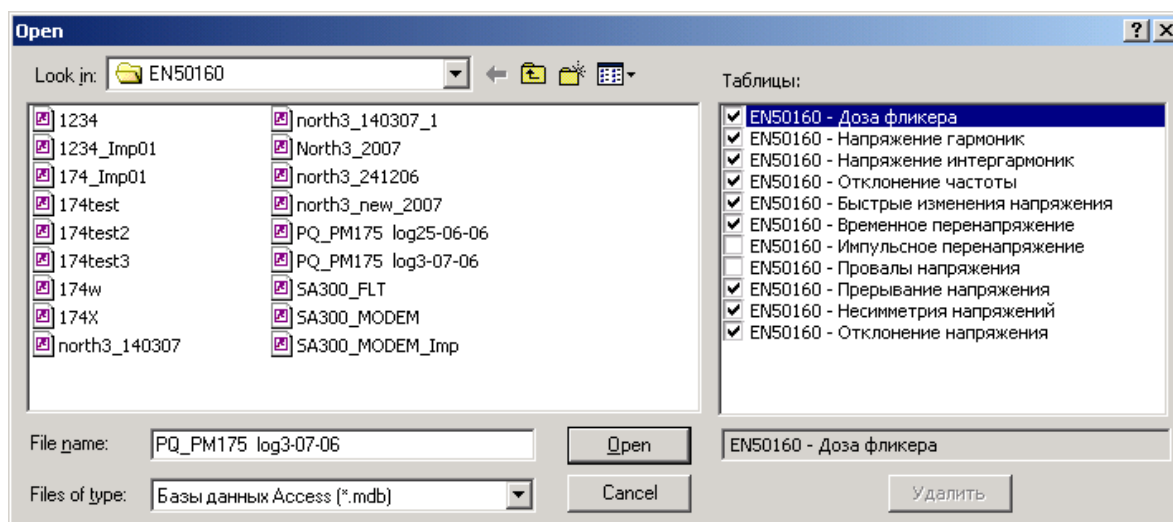 Open
Look in: EN50160
Таблицы:
1234
1234_Imp01
174_Imp01
174test
174test2
174test3
174w
174X
north3_140307
north3_140307_1
North3_2007
north3_241206
north3_new_2007
PQ_PM175 log25-06-06
PQ_PM175 log3-07-06
SA300_FLT
SA300_MODEM
SA300_MODEM_Imp
EN50160 - Доза фликера
EN50160 - Напряжение гармоник
EN50160 - Напряжение интергармоник
EN50160 - Отклонение частоты
EN50160 - Быстрые изменения напряжения
EN50160 - Временное перенапряжение
EN50160 - Импульсное перенапряжение
EN50160 - Провалы напряжения
EN50160 - Прерывание напряжения
EN50160 - Несимметрия напряжений
EN50160 - Отклонение напряжения
File name: PQ_PM175 log3-07-06
Open
EN50160 - Доза фликера
Files of type: Базы данных Access (*.mdb)
Cancel
Удалить